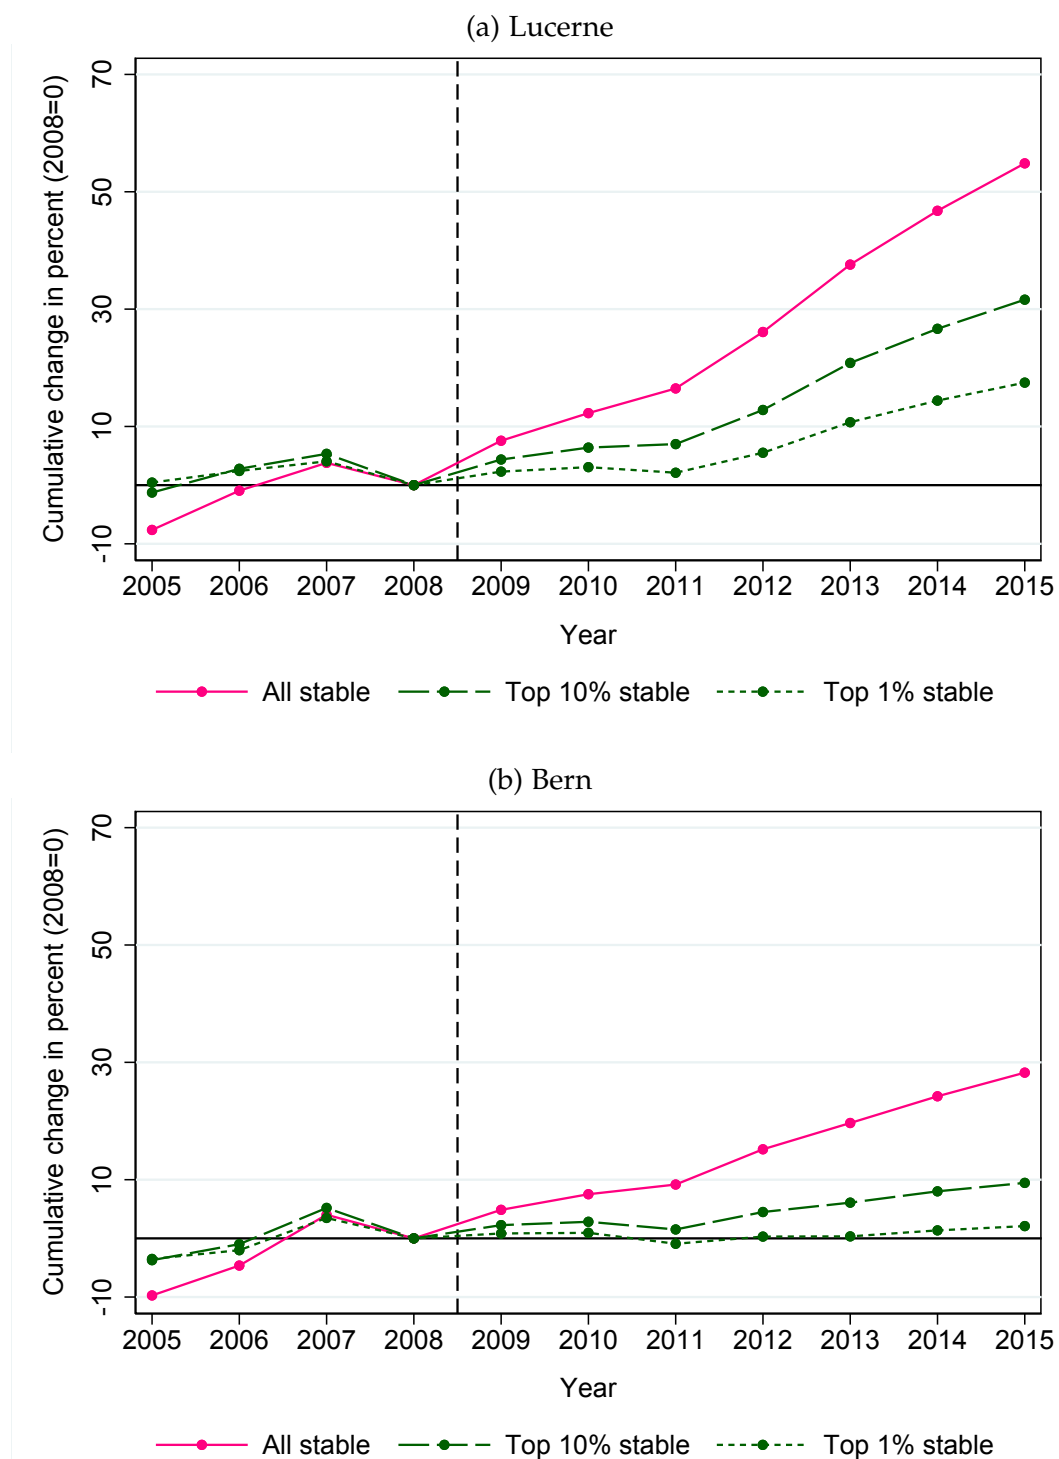 (a) Lucerne
Cumulative change in percent (2008=0)
70
50
30
10
-10
2005 2006 2007 2008 2009 2010 2011 2012 2013 2014 2015
Year
All stable Top 10% stable Top 1% stable
(b) Bern
Cumulative change in percent (2008=0)
70
50
30
10
-10
2005 2006 2007 2008 2009 2010 2011 2012 2013 2014 2015
Year
All stable Top 10% stable Top 1% stable